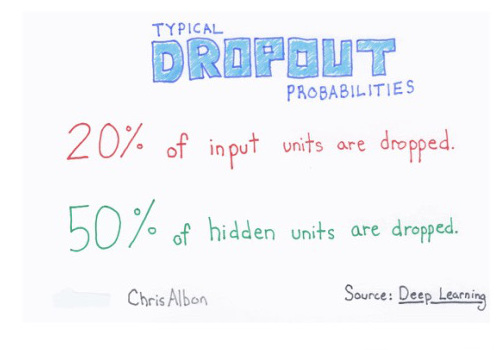 TYPICAL
DROPOUT
PROBABILITIES
20% of input units are dropped.
50% of hidden units are dropped.
Chris Albon
Source: Deep Learning